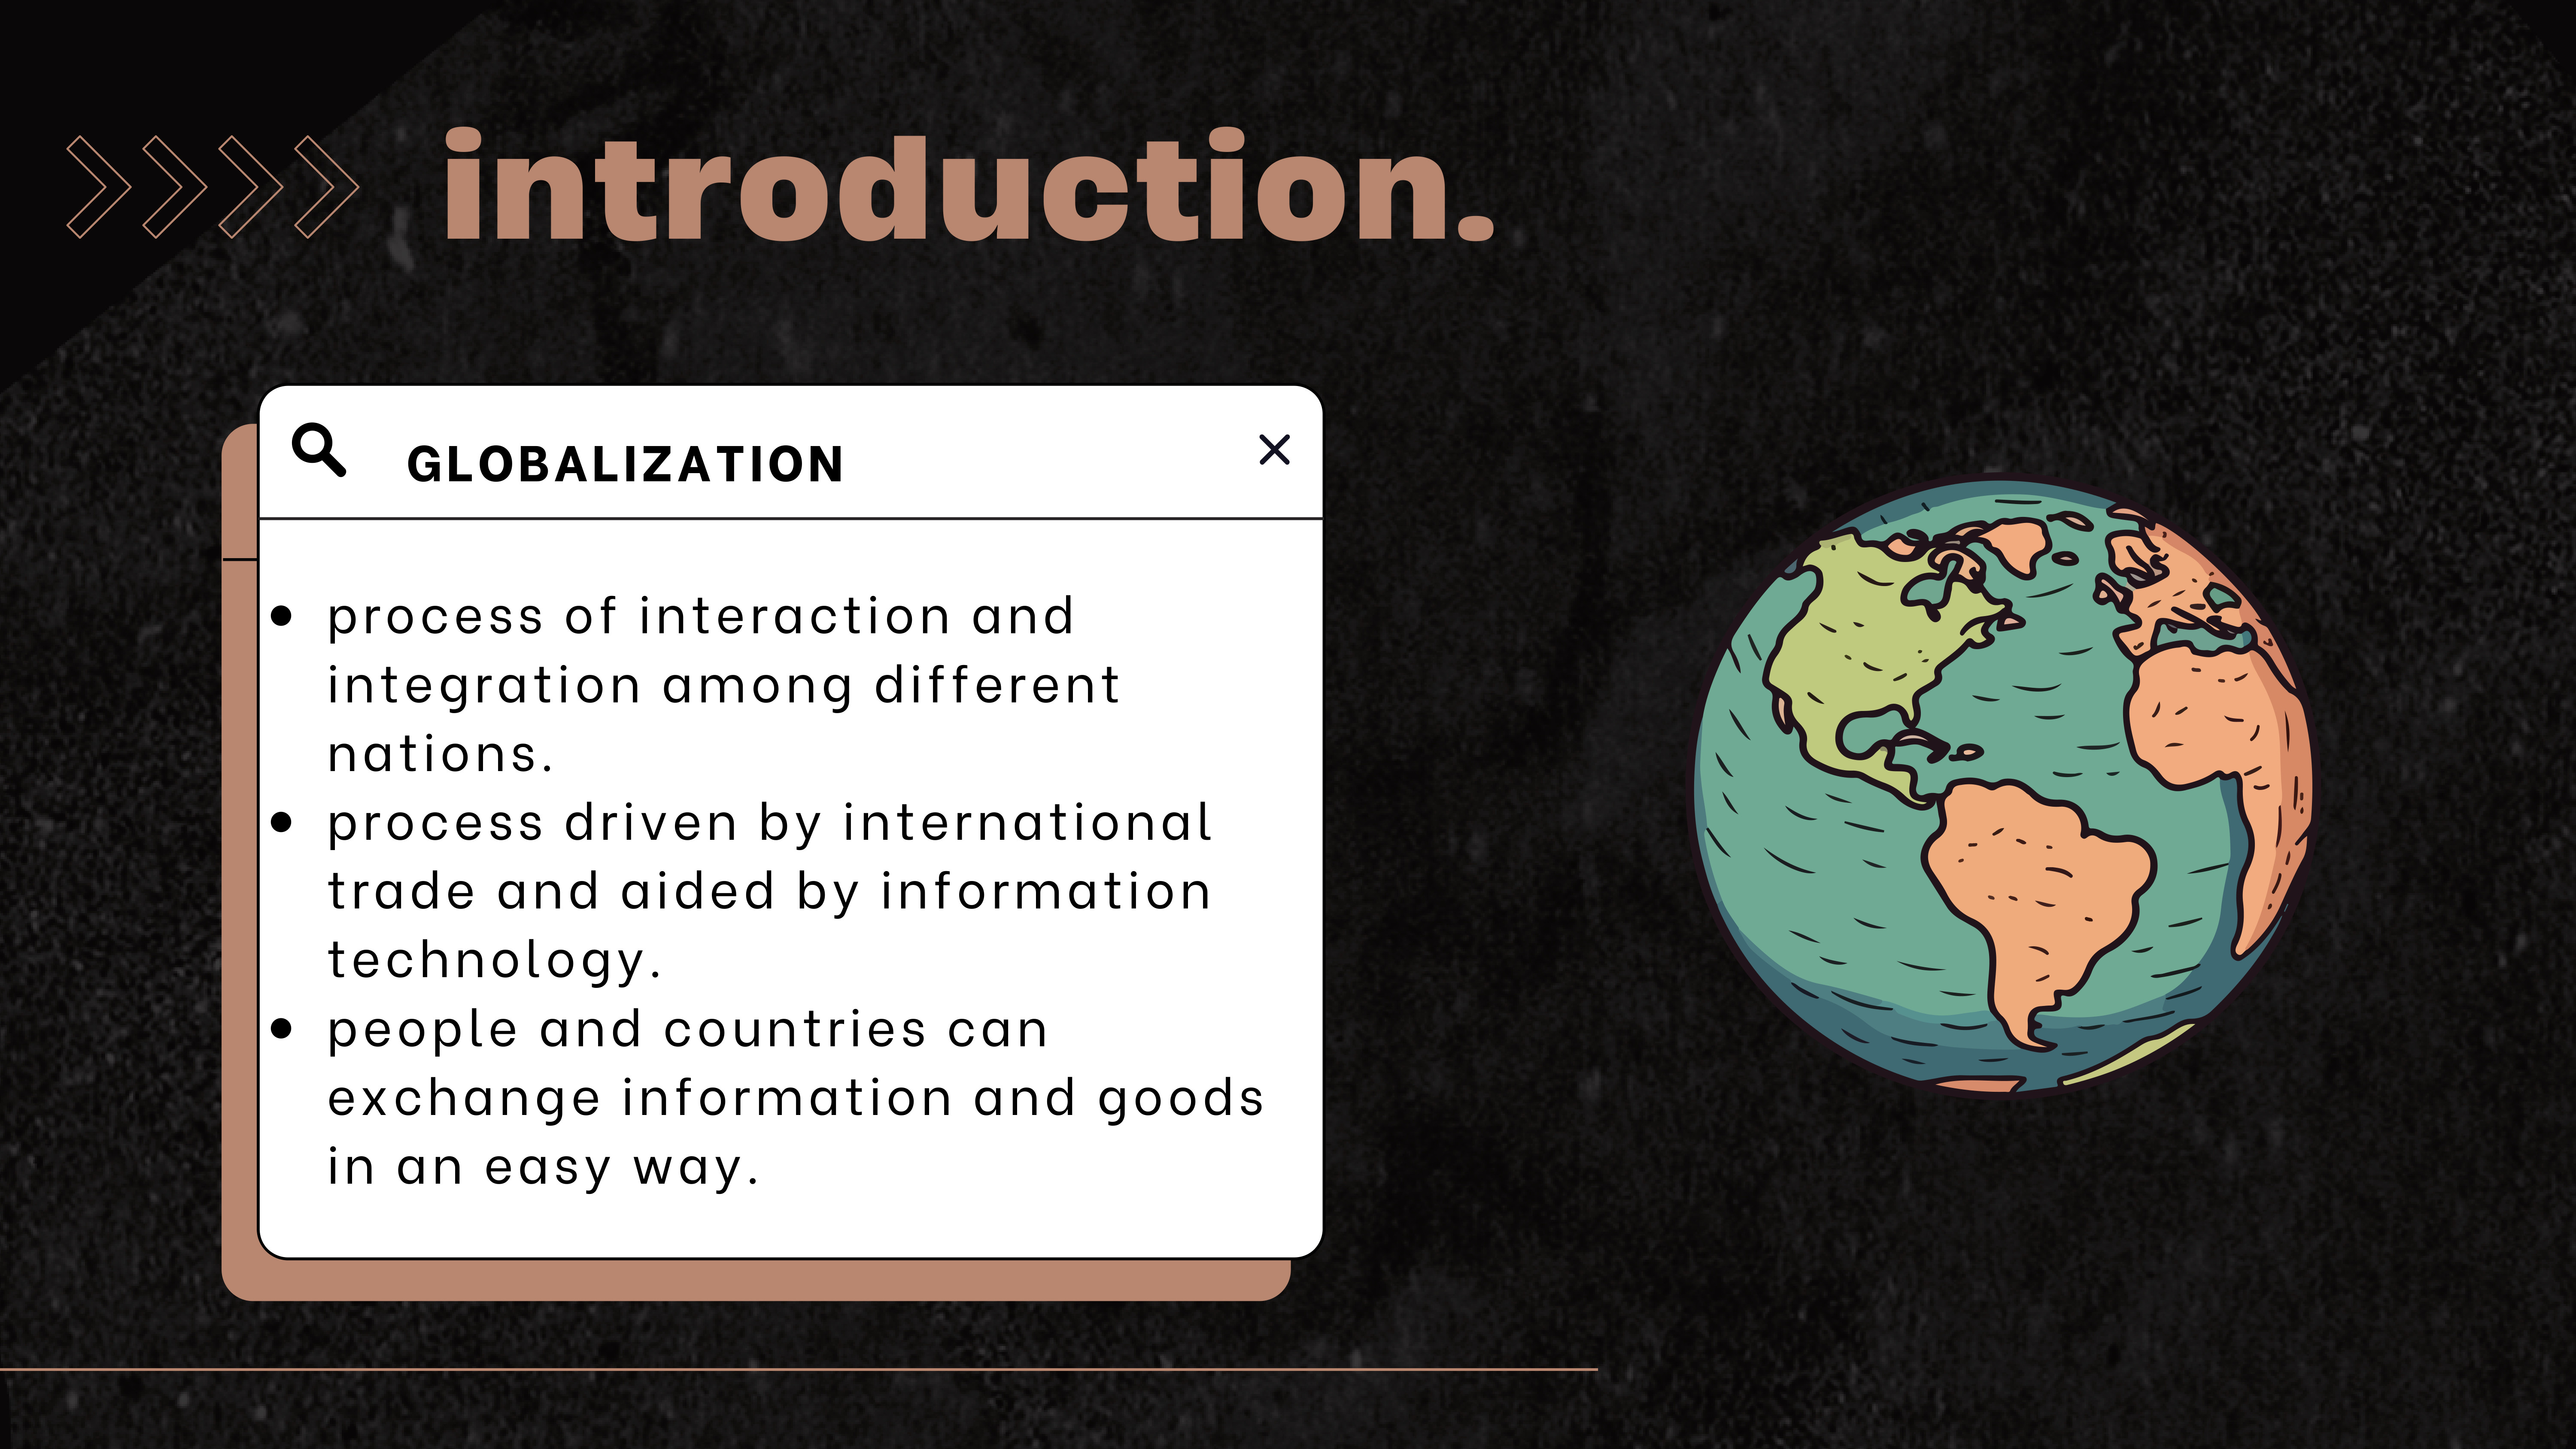 introduction.
GLOBALIZATION
process of interaction and
integration among different
nations.
process driven by international
trade and aided by information
technology.
people and countries can
exchange information and goods
in an easy way.